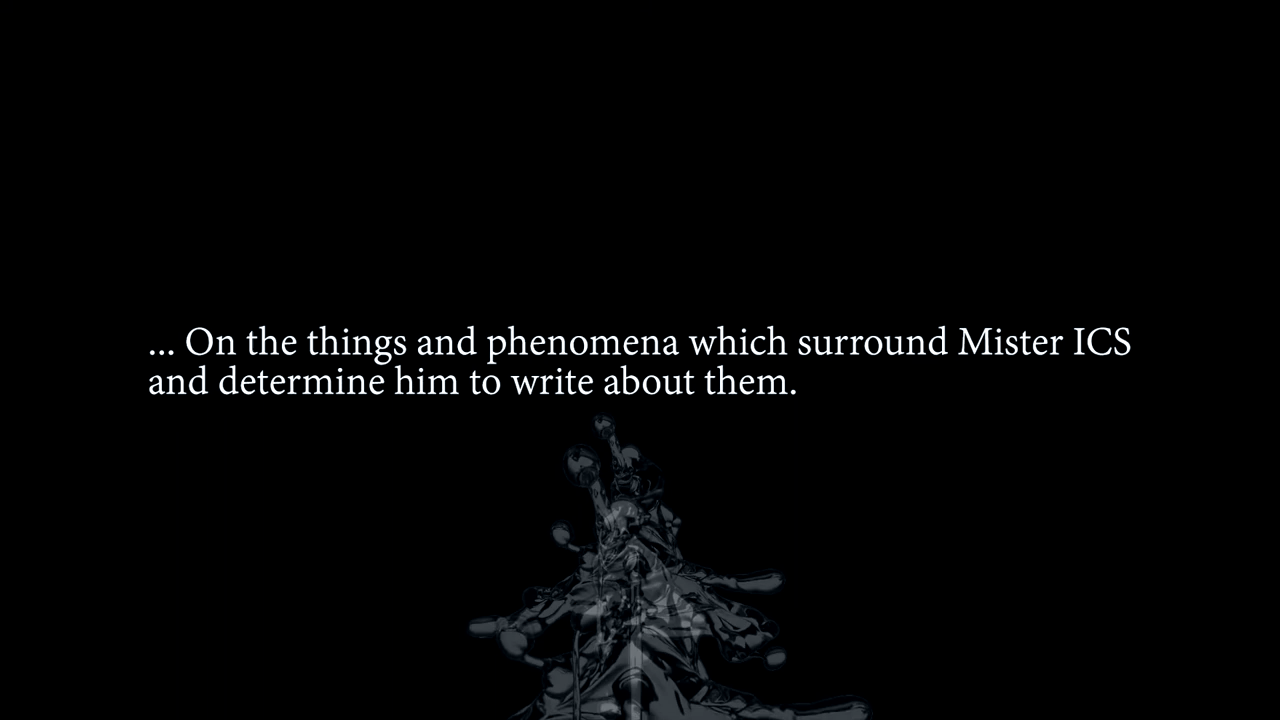 ... On the things and phenomena which surround Mister ICS
and determine him to write about them.